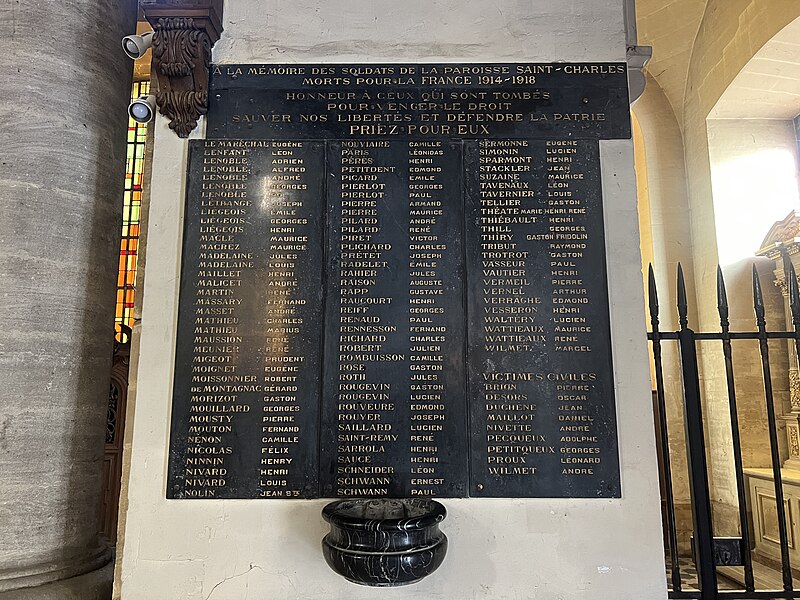 A LA MÉMOIRE DES SOLDATS DE LA PAROISSE SAINT-CHARLES
MORTS POUR LA FRANCE 1914-1918
HONNEUR À CEUX QUI SONT TOMBÉS
POUR VENGER LE DROIT
SAUVER NOS LIBERTÉS ET DÉFENDRE LA PATRIE
PRIEZ POUR EUX
LE MARÉCHAL EUGÈNE
LENFANT LÉON
LENOBLE ADRIEN
LENOBLE ALFRED
LENOBLE ANDRÉ
LENOBLE GEORGES
LENOBLE
LÉTRANGE JOSEPH
LIÉGEOIS ÉMILE
LIÉGEOIS GEORGES
LIÉGEOIS HENRI
MACLE MAURICE
MACREZ MAURICE
MADELAINE JULES
MADELAINE LOUIS
MAILLET HENRI
MALICET ANDRÉ
MARTIN RENÉ
MASSARY FERNAND
MASSET ANDRÉ
MATHIEU CHARLES
MATHIEU MARIUS
MAUSSION RENÉ
MEUNIER RENÉ
MIGEOT PRUDENT
MOIGNET EUGÈNE
MOISSONNIER ROBERT
DE MONTAGNAC GÉRARD
MORIZOT GASTON
MOUILLARD GEORGES
MOUSTY PIERRE
MOUTON FERNAND
NÉNON CAMILLE
NICOLAS FÉLIX
NINNIN HENRY
NIVARD HENRI
NIVARD LOUIS
NOLIN JEAN BTE
NOUVIAIRE CAMILLE
PARIS LÉONIDAS
PÉRÈS HENRI
PETITDENT EDMOND
PICARD ÉMILE
PIERLOT GEORGES
PIERLOT PAUL
PIERRE ARMAND
PIERRE MAURICE
PILARD ANDRÉ
PILARD RENÉ
PIRET VICTOR
PLICHARD CHARLES
PRÉTET JOSEPH
RADELET ÉMILE
RAHIER JULES
RAISON AUGUSTE
RAPP GUSTAVE
RAUCOURT HENRI
REIFF GEORGES
RENAUD PAUL
RENNESSON FERNAND
RICHARD CHARLES
ROBERT JULIEN
ROMBUISSON CAMILLE
ROSE GASTON
ROTH JULES
ROUGEVIN GASTON
ROUGEVIN LUCIEN
ROUVEURE EDMOND
ROUYER JOSEPH
SAILLARD LUCIEN
SAINT-REMY RENÉ
SARROLA HENRI
SAUCE HENRI
SCHNEIDER LÉON
SCHWANN ERNEST
SCHWANN PAUL
SERMONNE EUGÈNE
SIMONIN LUCIEN
SPARMONT HENRI
STACKLER JEAN
SUZAINE MAURICE
TAVENAUX LÉON
TAVERNIER LOUIS
TELLIER GASTON
THÉATE MARIE HENRI RENÉ
THIÉBAULT HENRI
THILL GEORGES
THIRY GASTON FRIDOLIN
TRIBUT RAYMOND
TROTROT GASTON
VASSEUR PAUL
VAUTIER HENRI
VERMEIL PIERRE
VERNEL ARTHUR
VERRAGHE EDMOND
VESSERON HENRI
WALTERY LUCIEN
WATTIEAUX MAURICE
WATTIEAUX RENÉ
WILMET MARCEL
VICTIMES CIVILES
BRION PIERRE
DESORS OSCAR
DUCHÊNE JEAN
MAILLOT DANIEL
NIVETTE ANDRÉ
PECQUEUX ADOLPHE
PETITQUEUX GEORGES
PROUX LÉONARD
WILMET ANDRÉ